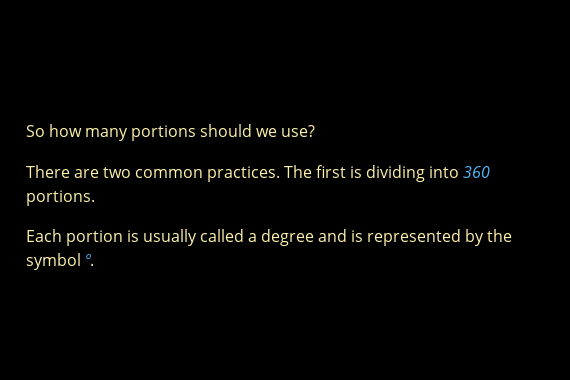 So how many portions should we use?
There are two common practices. The first is dividing into 360
portions.
Each portion is usually called a degree and is represented by the
symbol °.